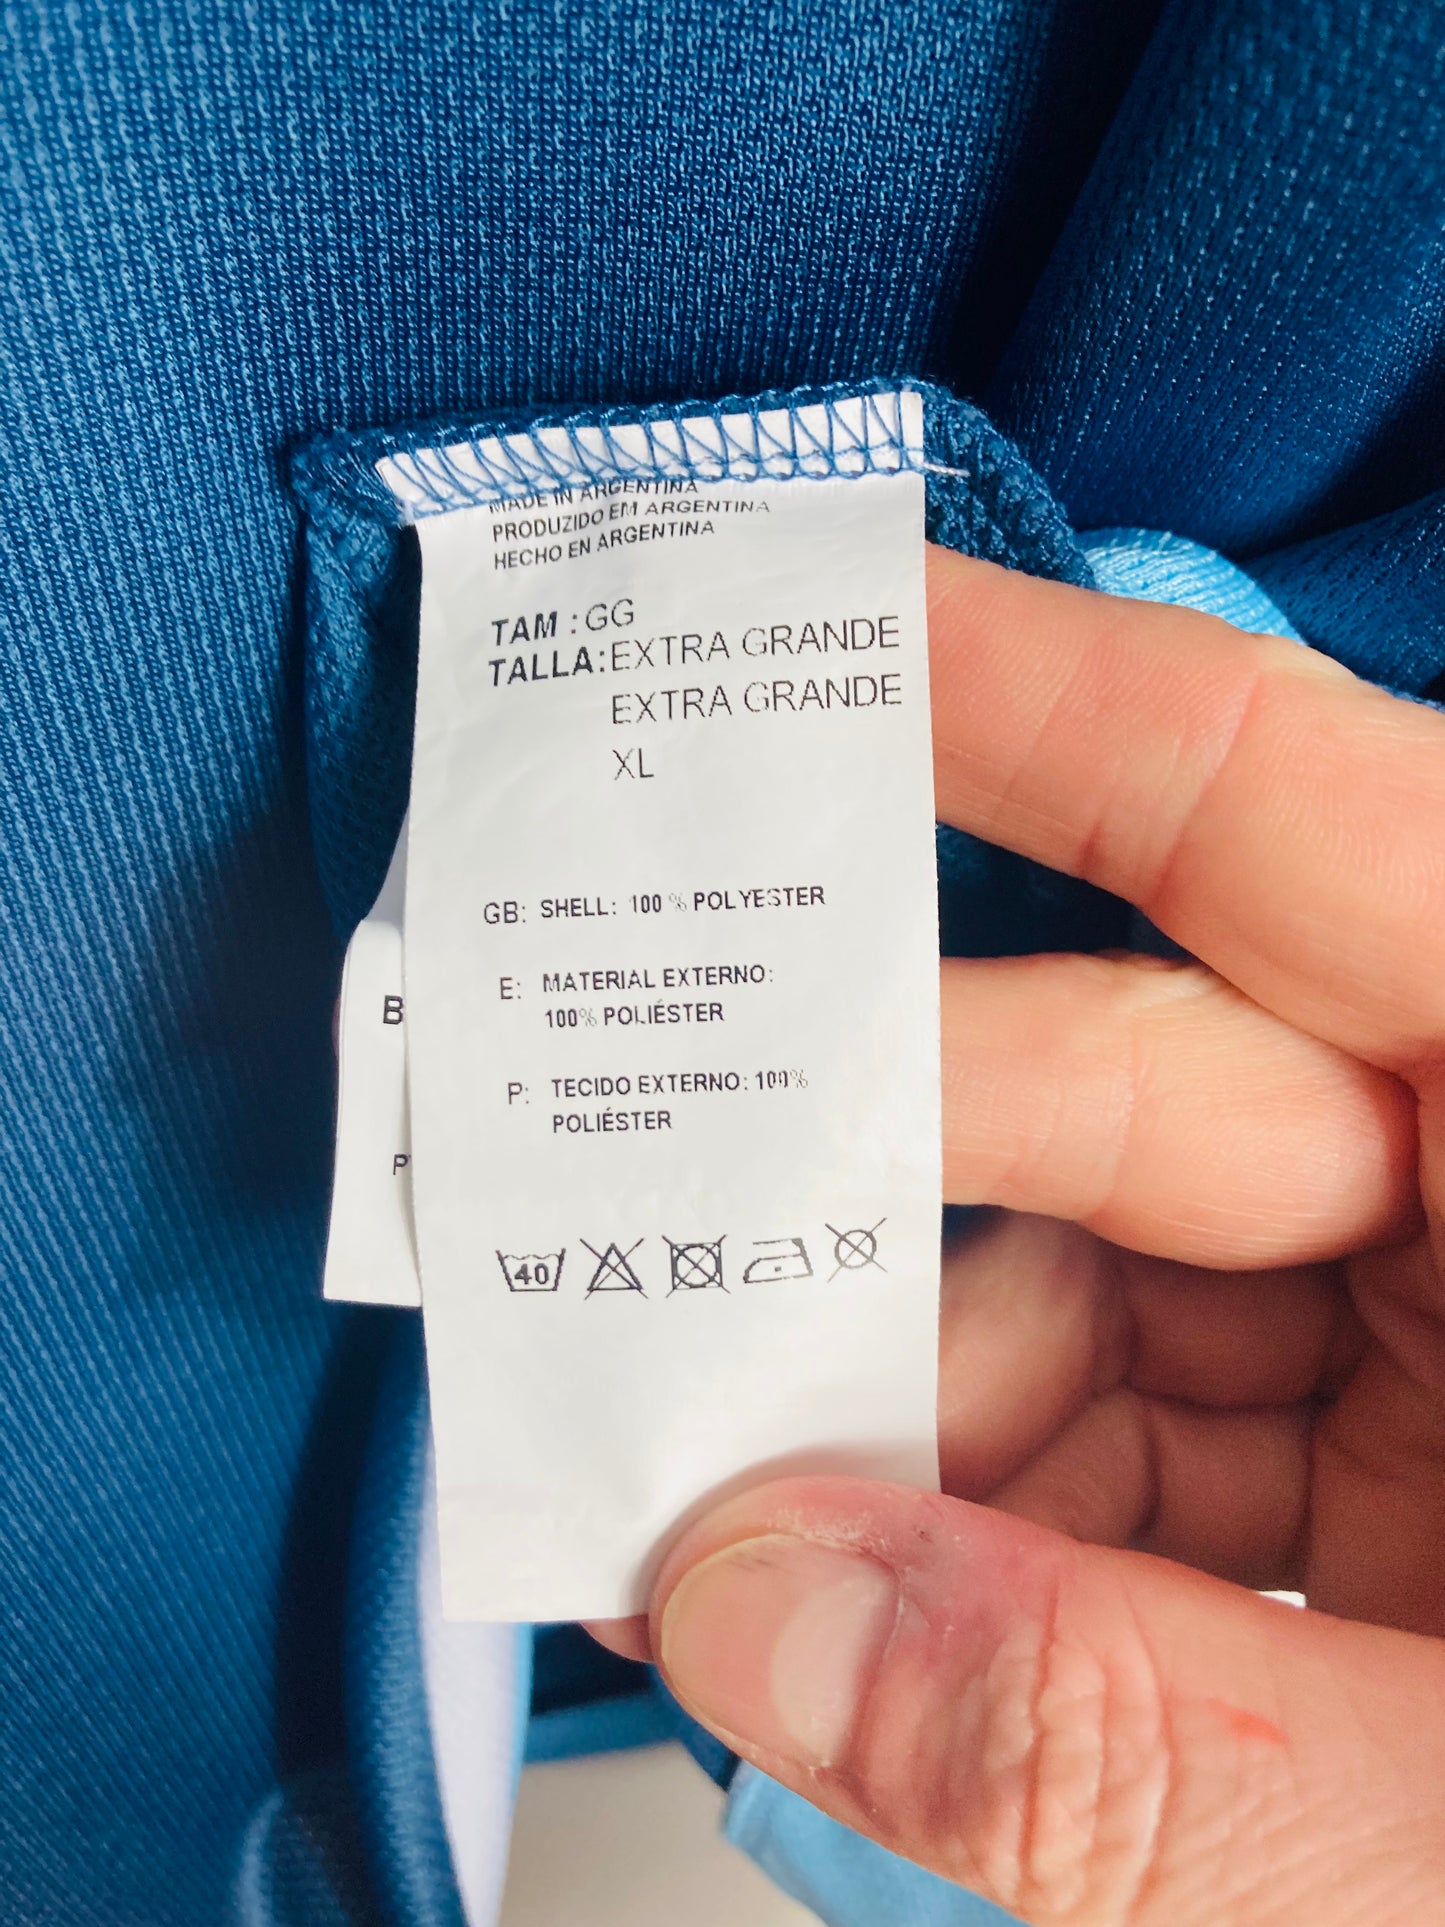 MADE IN ARGENTINA
PRODUZIDO EM ARGENTINA
HECHO EN ARGENTINA
TAM : GG
TALLA: EXTRA GRANDE
EXTRA GRANDE
XL
GB: SHELL: 100 % POLYESTER
E: MATERIAL EXTERNO:
100% POLIÉSTER
P: TECIDO EXTERNO: 100%
POLIÉSTER
40
B